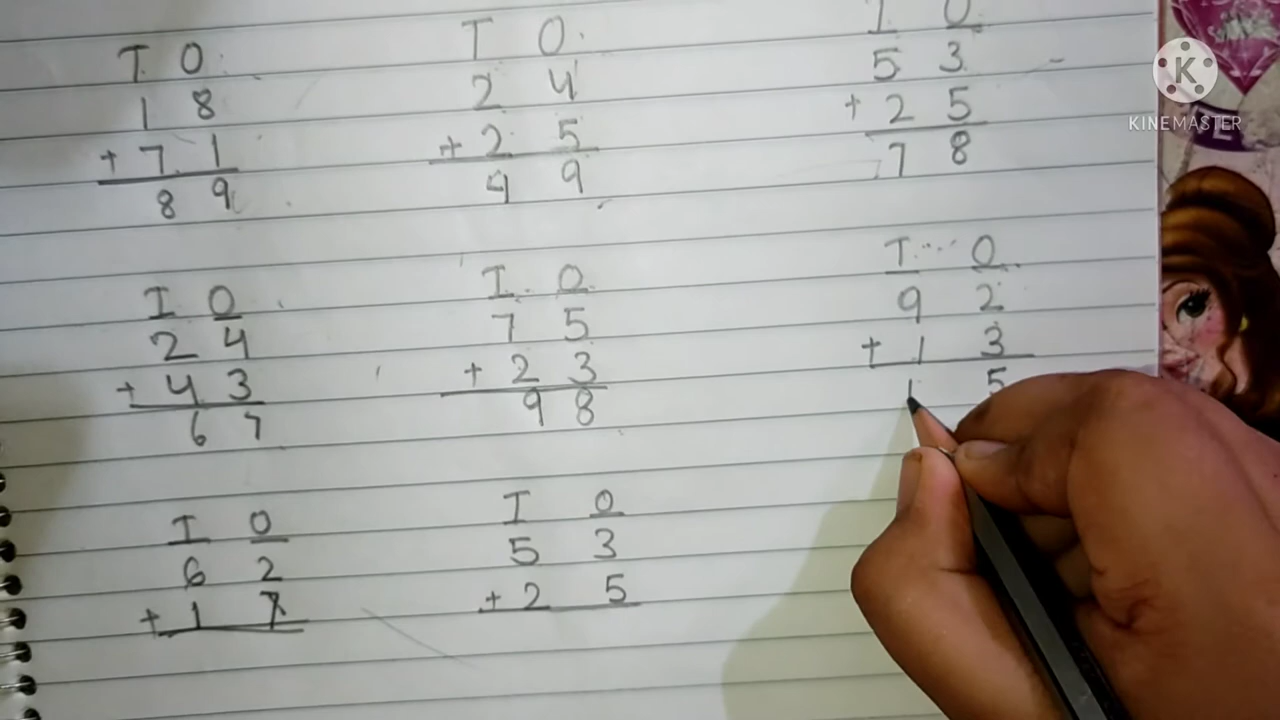 T O
1 8
+ 7 1
8 9
T O
2 4
+ 2 5
4 9
T O
5 3
+ 2 5
7 8
T O
2 4
+ 4 3
6 7
T O
7 5
+ 2 3
9 8
T O
9 2
+ 1 3
1 5
T O
6 2
+ 1 7
T O
5 3
+ 2 5
KINEMASTER